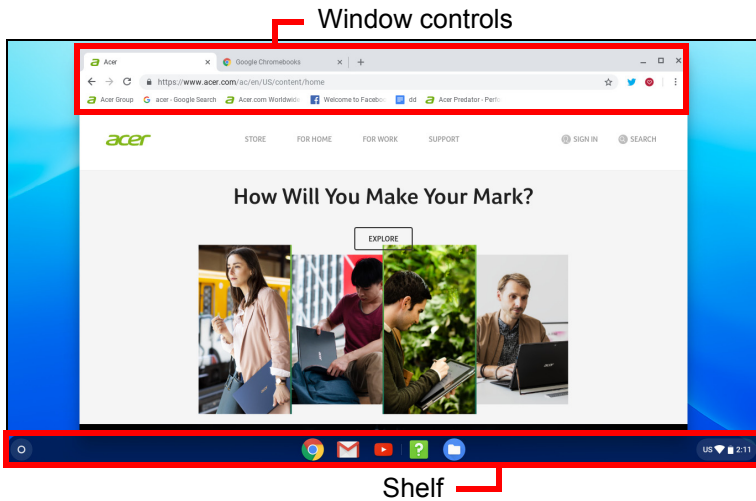 Window controls
Acer
Google Chromebooks
https://www.acer.com/ac/en/US/content/home
Acer Group
acer - Google Search
Acer.com Worldwide
Welcome to Faceboo
dd
Acer Predator - Perfo
acer
STORE
FOR HOME
FOR WORK
SUPPORT
SIGN IN
SEARCH
How Will You Make Your Mark?
EXPLORE
US
2:11
Shelf